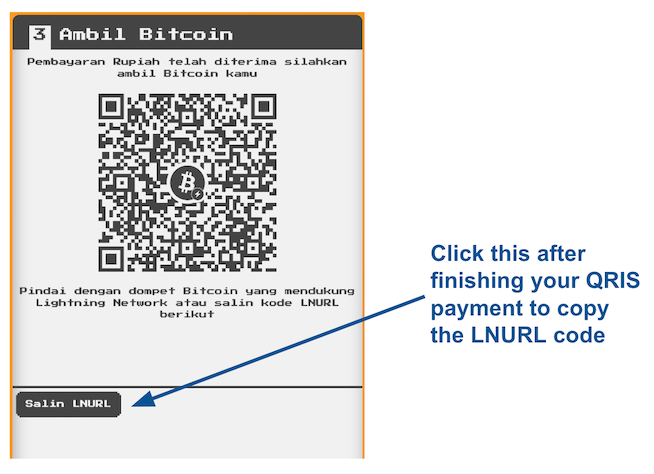 3 Ambil Bitcoin
Pembayaran Rupiah telah diterima silahkan
ambil Bitcoin kamu
Pindai dengan dompet Bitcoin yang mendukung
Lightning Network atau salin kode LNURL
berikut
Salin LNURL
Click this after
finishing your QRIS
payment to copy
the LNURL code